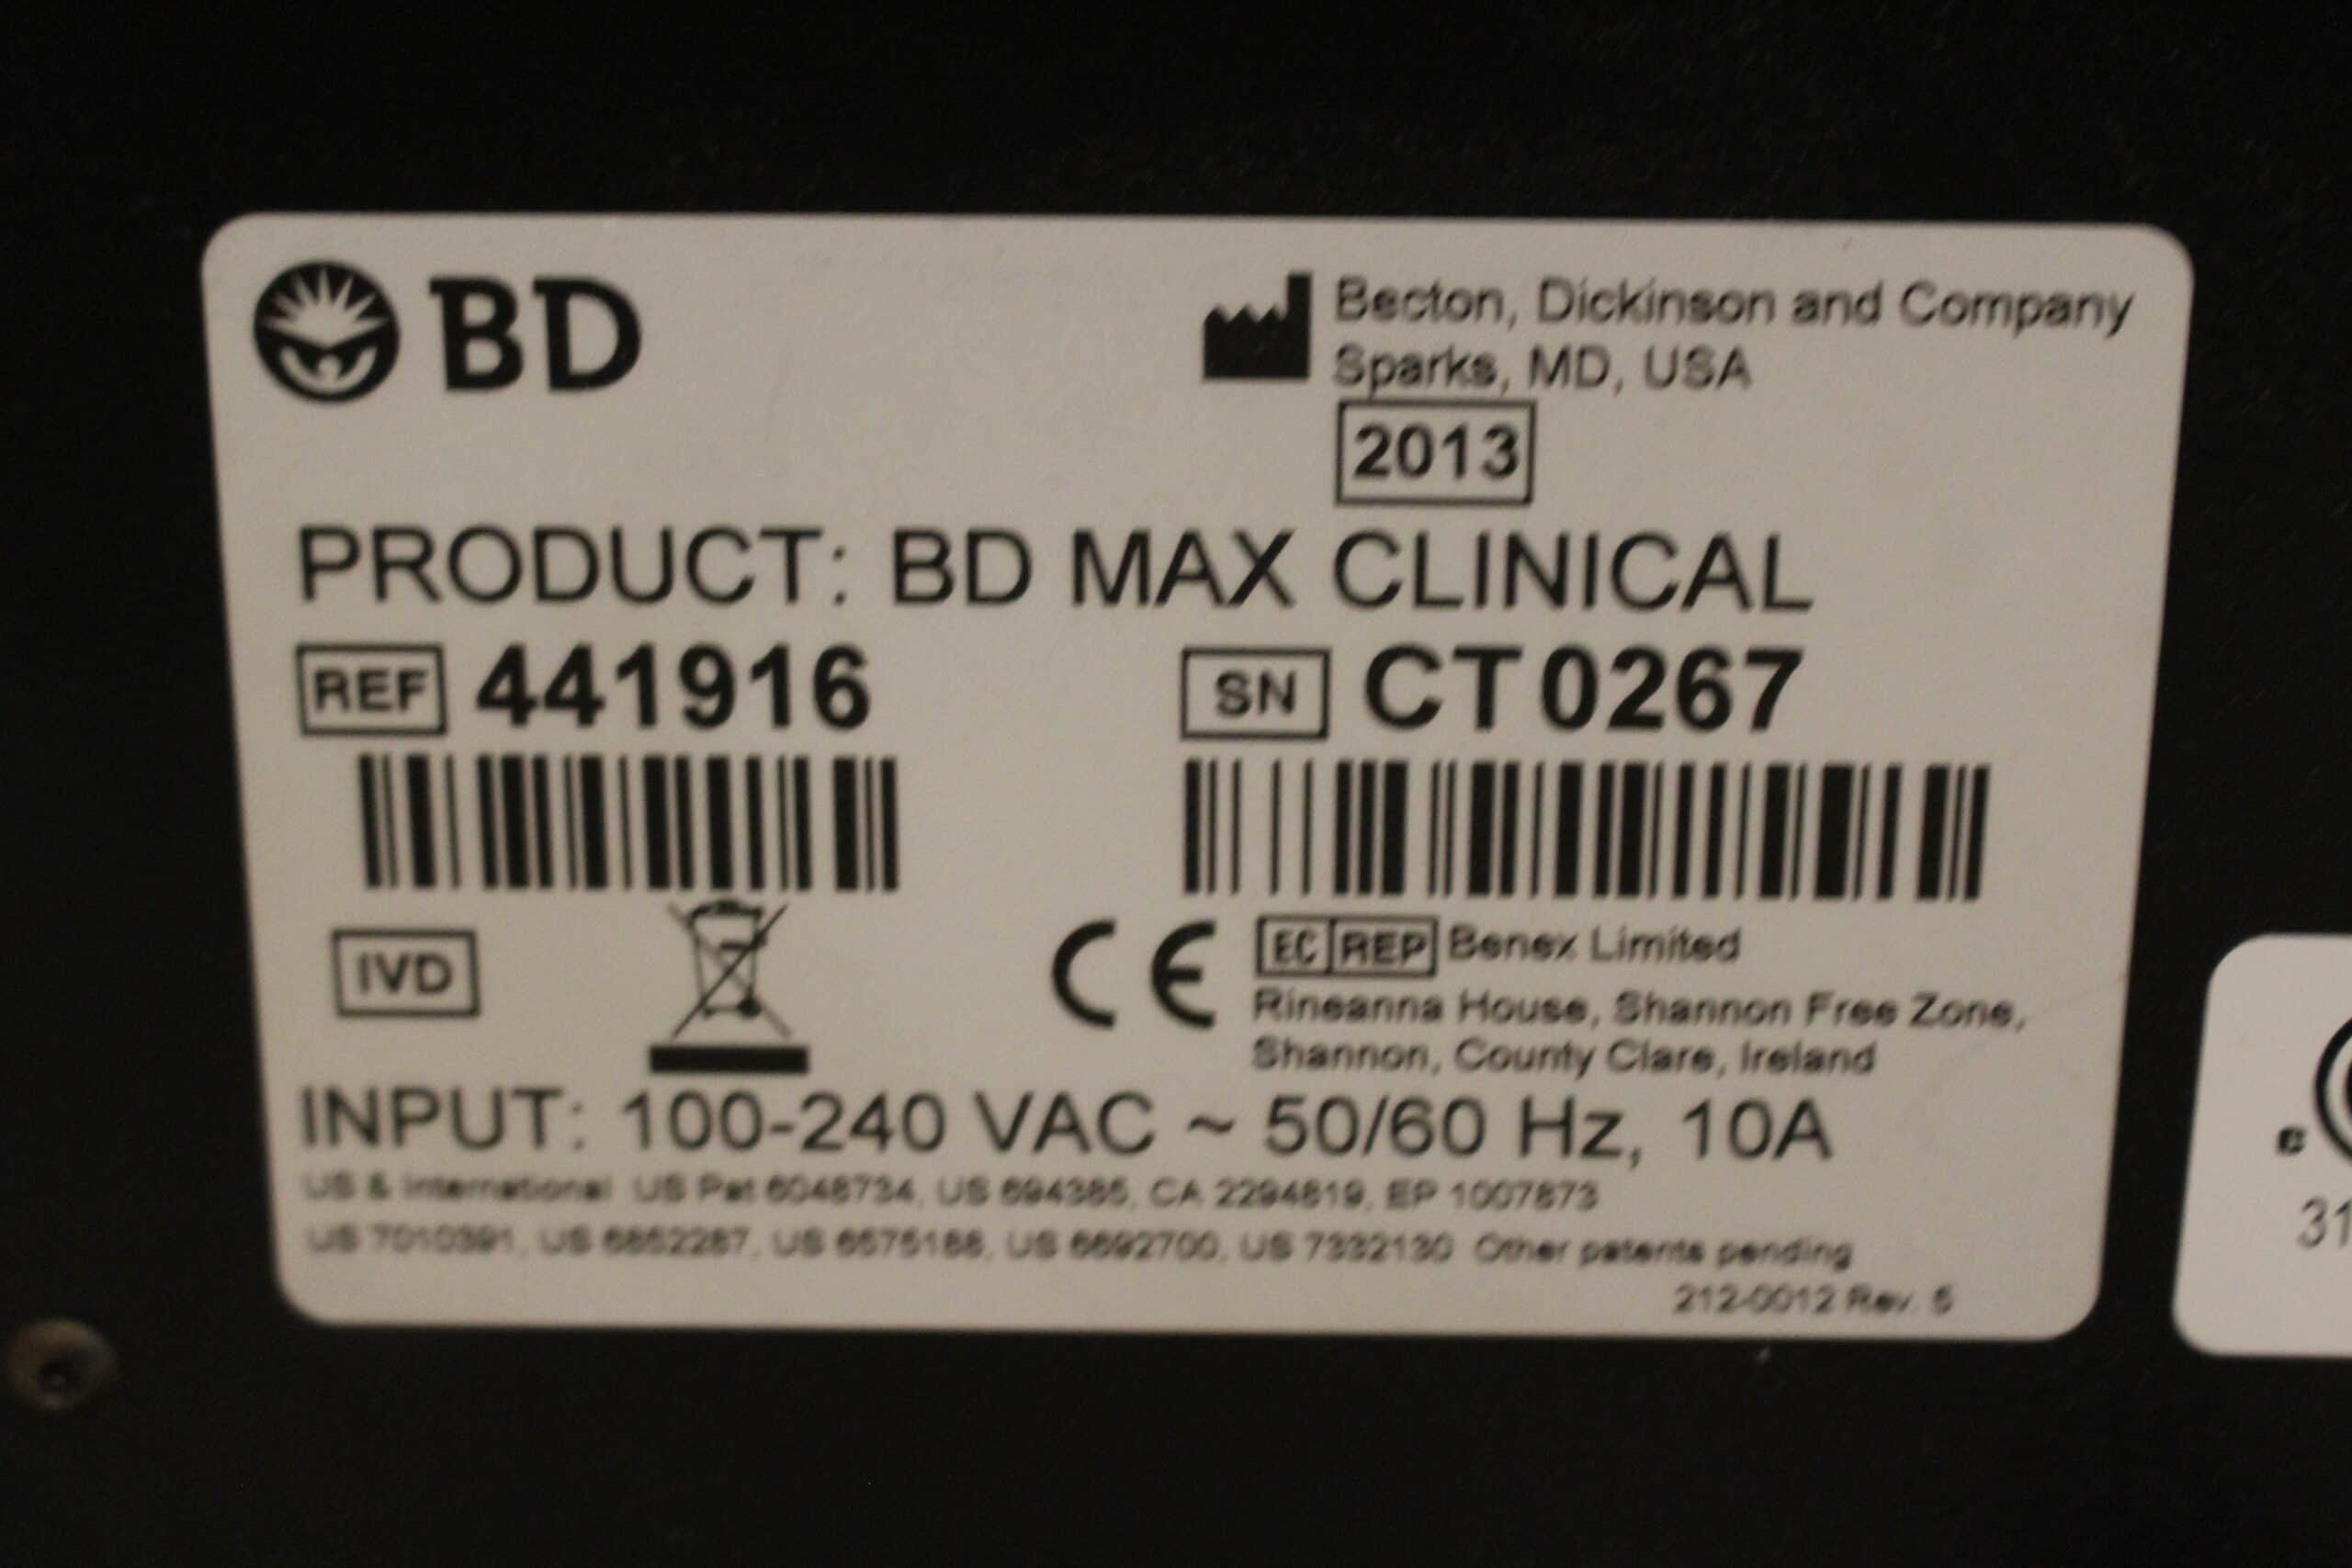 BD
Becton, Dickinson and Company
Sparks, MD, USA
2013
PRODUCT: BD MAX CLINICAL
REF 441916
SN CT0267
IVD
CE
EC REP Benex Limited
Rineanna House, Shannon Free Zone,
Shannon, County Clare, Ireland
INPUT: 100-240 VAC ~ 50/60 Hz, 10A
US & International US Pat 6048734, US 694385, CA 2294819, EP 1007873
US 7010391, US 6852287, US 6575188, US 6692700, US 7332130 Other patents pending
212-0012 Rev. 5
c
31